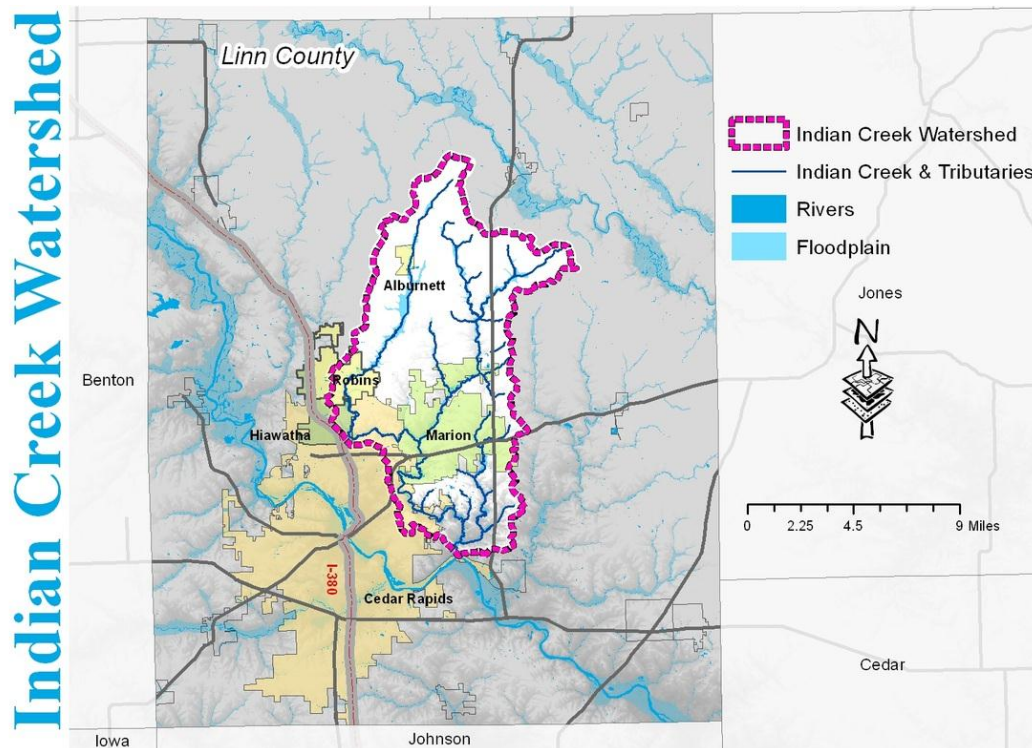 Indian Creek Watershed
Linn County
Indian Creek Watershed
Indian Creek & Tributaries
Rivers
Floodplain
Jones
N
Alburnett
Benton
Robins
Hiawatha
Marion
0 2.25 4.5 9 Miles
I-380
Cedar Rapids
Cedar
Iowa
Johnson